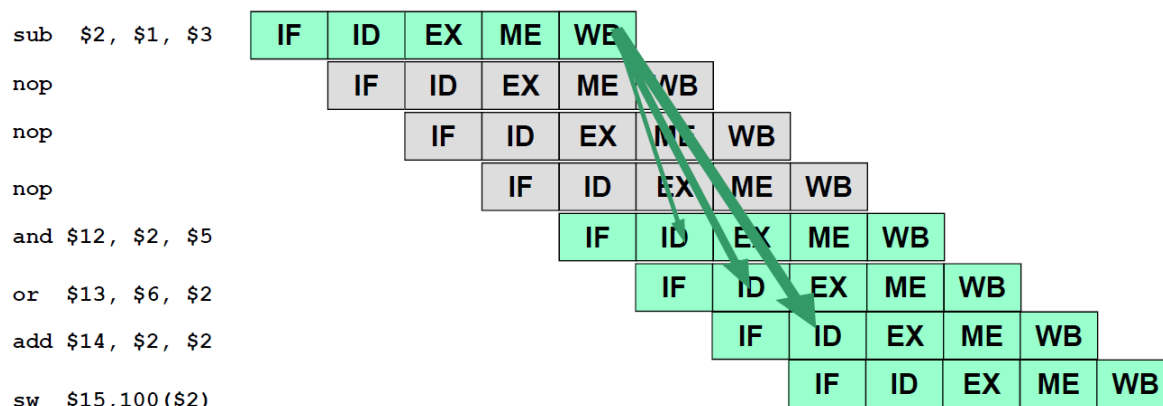 sub $2, $1, $3 IF ID EX ME WB
nop IF ID EX ME WB
nop IF ID EX ME WB
nop IF ID EX ME WB
and $12, $2, $5 IF ID EX ME WB
or $13, $6, $2 IF ID EX ME WB
add $14, $2, $2 IF ID EX ME WB
sw $15,100($2) IF ID EX ME WB